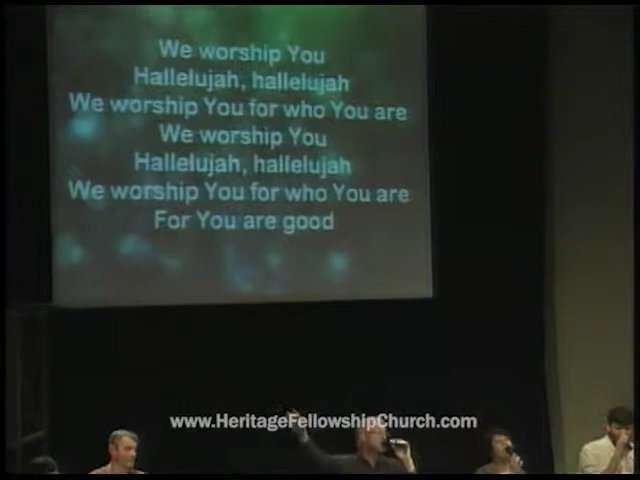 We worship You
Hallelujah, hallelujah
We worship You for who You are
We worship You
Hallelujah, hallelujah
We worship You for who You are
For You are good
www.HeritageFellowshipChurch.com